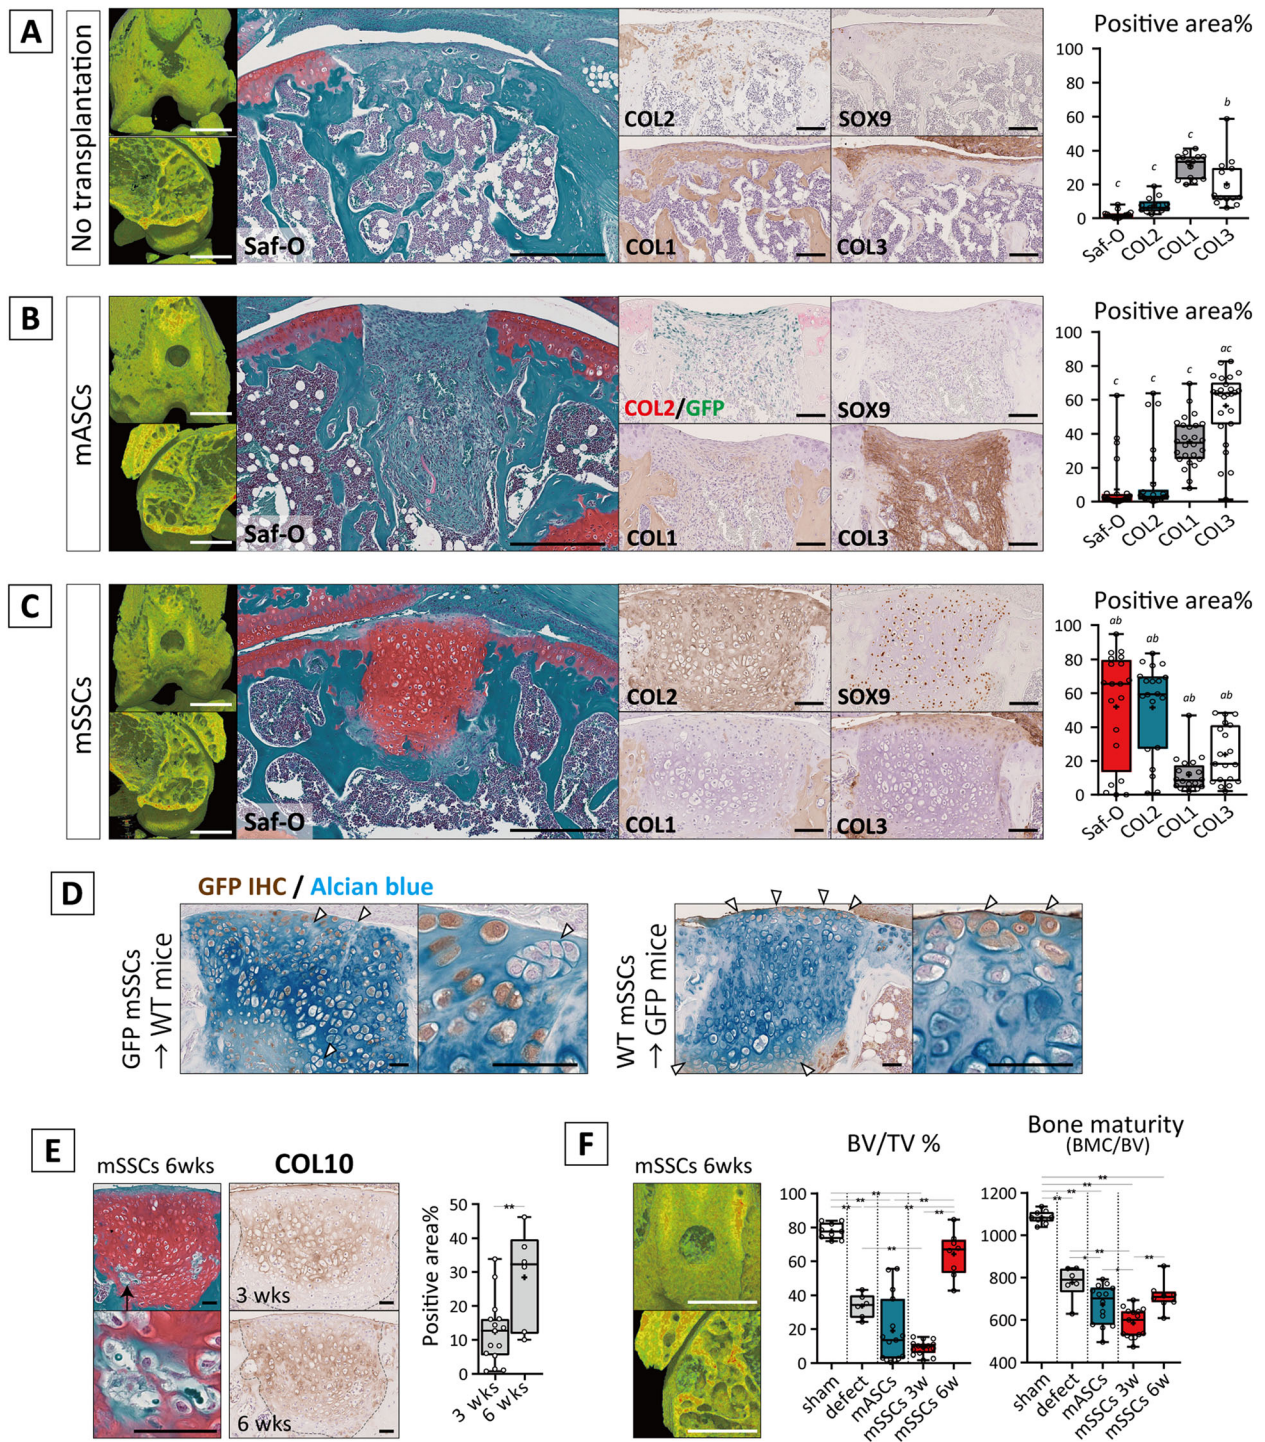 A
No transplantation
Saf-O
COL2
SOX9
COL1
COL3
Positive area%
100
80
60
40
20
0
c
c
c
b
Saf-O
COL2
COL1
COL3
B
mASCs
Saf-O
COL2/GFP
SOX9
COL1
COL3
Positive area%
100
80
60
40
20
0
c
c
c
ac
Saf-O
COL2
COL1
COL3
C
mSSCs
Saf-O
COL2
SOX9
COL1
COL3
Positive area%
100
80
60
40
20
0
ab
ab
ab
ab
Saf-O
COL2
COL1
COL3
D
GFP IHC / Alcian blue
GFP mSSCs
→ WT mice
WT mSSCs
→ GFP mice
E
mSSCs 6wks
COL10
3 wks
6 wks
Positive area%
50
40
30
20
10
0
**
3 wks
6 wks
F
mSSCs 6wks
BV/TV %
100
80
60
40
20
0
** **
** ** **
**
**
sham
defect
mASCs
mSSCs 3w
mSSCs 6w
Bone maturity
(BMC/BV)
1200
1000
800
600
400
**
**
**
**
**
**
*
*
sham
defect
mASCs
mSSCs 3w
mSSCs 6w